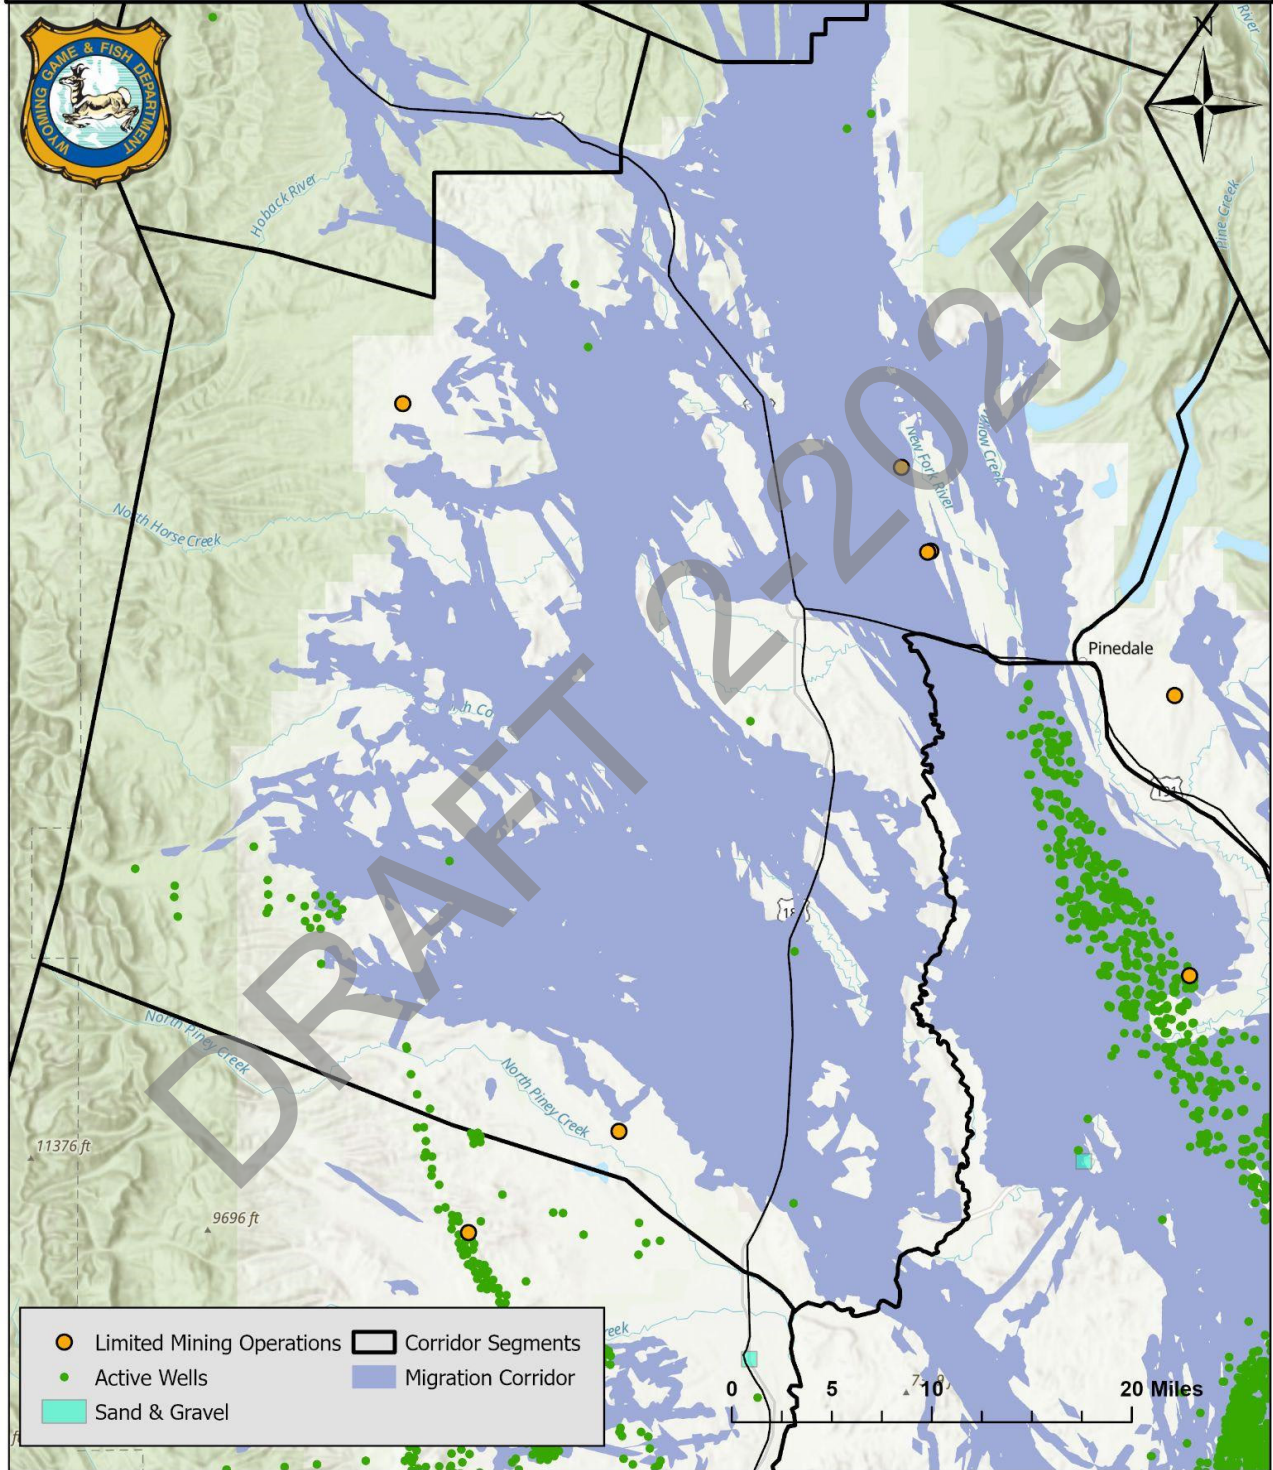 WYOMING GAME & FISH DEPARTMENT
N
River
Hoback River
Pine Creek
New Fork River
North Horse Creek
Pinedale
191
DRAFT 2-2025
North Piney Creek
North Piney Creek
11376 ft
9696 ft
Limited Mining Operations
Corridor Segments
Active Wells
Migration Corridor
Sand & Gravel
0 5 10 20 Miles